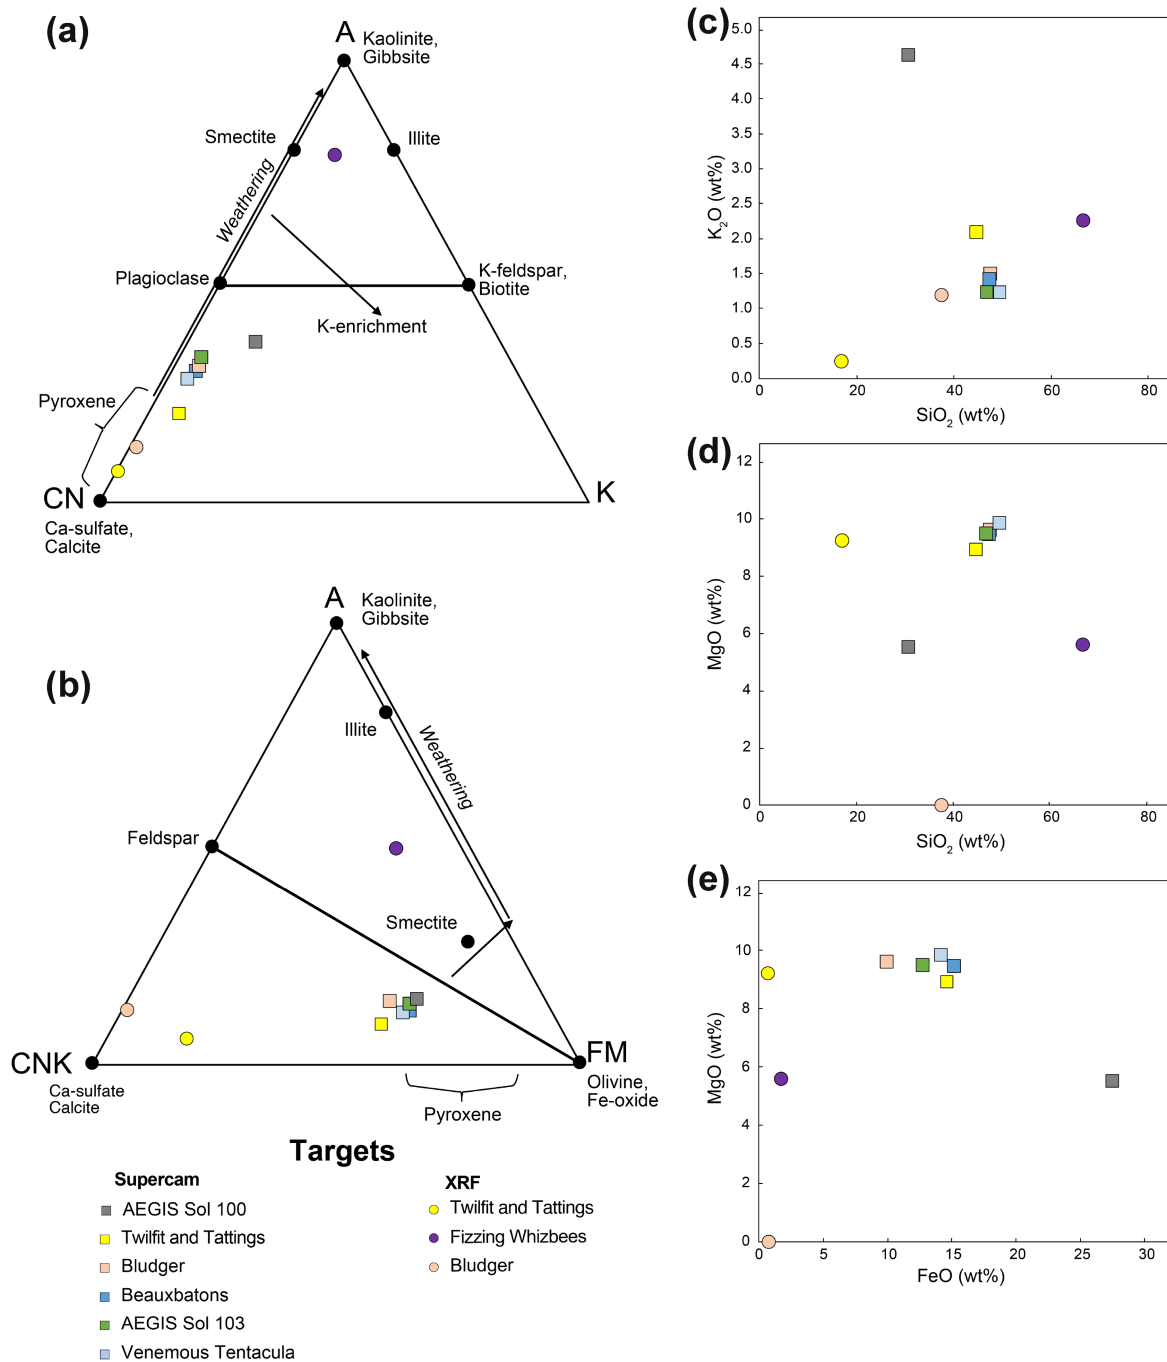 (a)
A
Kaolinite,
Gibbsite
Smectite
Illite
Weathering
Plagioclase
K-feldspar,
Biotite
K-enrichment
Pyroxene
CN
K
Ca-sulfate,
Calcite
(b)
A
Kaolinite,
Gibbsite
Illite
Weathering
Feldspar
Smectite
CNK
FM
Ca-sulfate
Calcite
Olivine,
Fe-oxide
Pyroxene
(c)
5.0
4.5
4.0
3.5
3.0
2.5
2.0
1.5
1.0
0.5
0.0
K2O (wt%)
0 20 40 60 80
SiO2 (wt%)
(d)
12
10
8
6
4
2
0
MgO (wt%)
0 20 40 60 80
SiO2 (wt%)
(e)
12
10
8
6
4
2
0
MgO (wt%)
0 5 10 15 20 25 30
FeO (wt%)
Targets
Supercam
AEGIS Sol 100
Twilfit and Tattings
Bludger
Beauxbatons
AEGIS Sol 103
Venemous Tentacula
XRF
Twilfit and Tattings
Fizzing Whizbees
Bludger